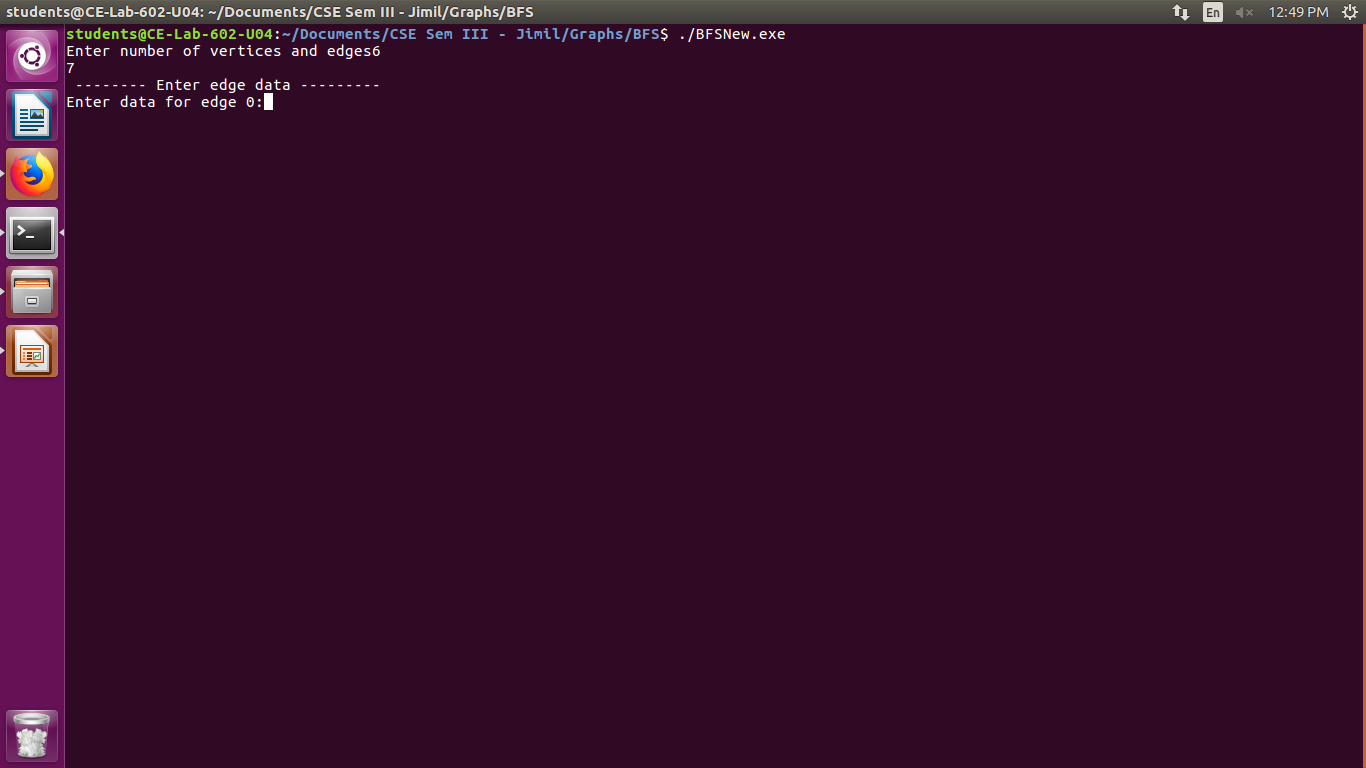 students@CE-Lab-602-U04: ~/Documents/CSE Sem III - Jimil/Graphs/BFS
En
12:49 PM
students@CE-Lab-602-U04:~/Documents/CSE Sem III - Jimil/Graphs/BFS$ ./BFSNew.exe
Enter number of vertices and edges6
7
-------- Enter edge data ---------
Enter data for edge 0: